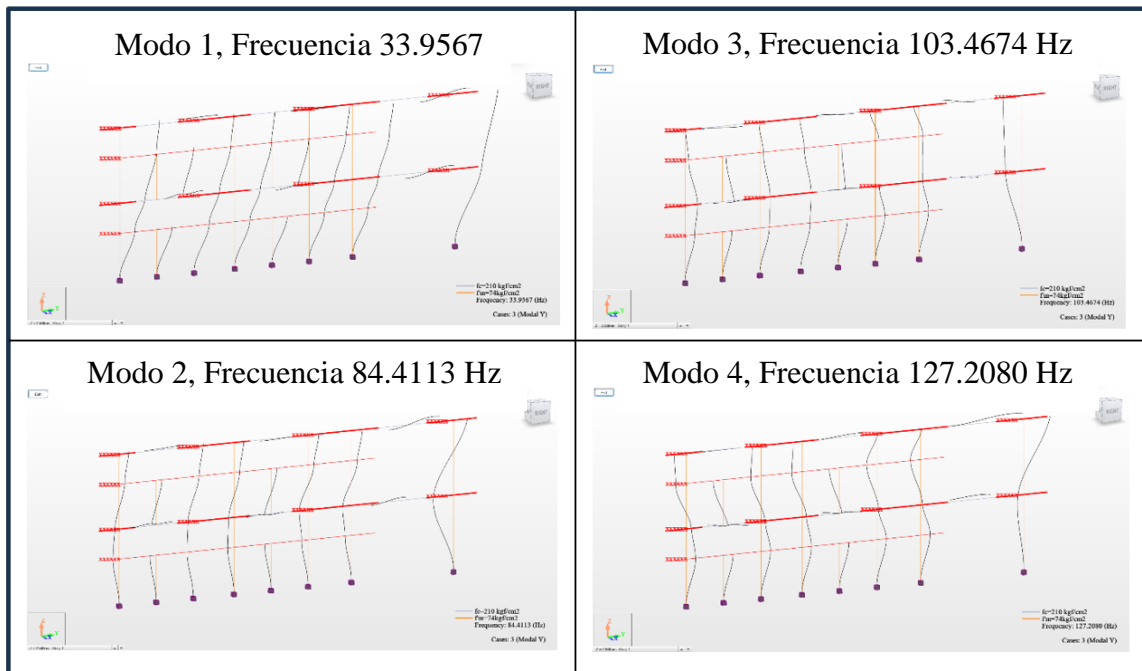 Modo 1, Frecuencia 33.9567
RIGHT
fc=210 kgf/cm2
fm=74kgf/cm2
Frequency: 33.9567 (Hz)
Cases: 3 (Modal Y)
Modo 3, Frecuencia 103.4674 Hz
RIGHT
fc=210 kgf/cm2
fm=74kgf/cm2
Frequency: 103.4674 (Hz)
Cases: 3 (Modal Y)
Modo 2, Frecuencia 84.4113 Hz
RIGHT
fc=210 kgf/cm2
fm=74kgf/cm2
Frequency: 84.4113 (Hz)
Cases: 3 (Modal Y)
Modo 4, Frecuencia 127.2080 Hz
RIGHT
fc=210 kgf/cm2
fm=74kgf/cm2
Frequency: 127.2080 (Hz)
Cases: 3 (Modal Y)